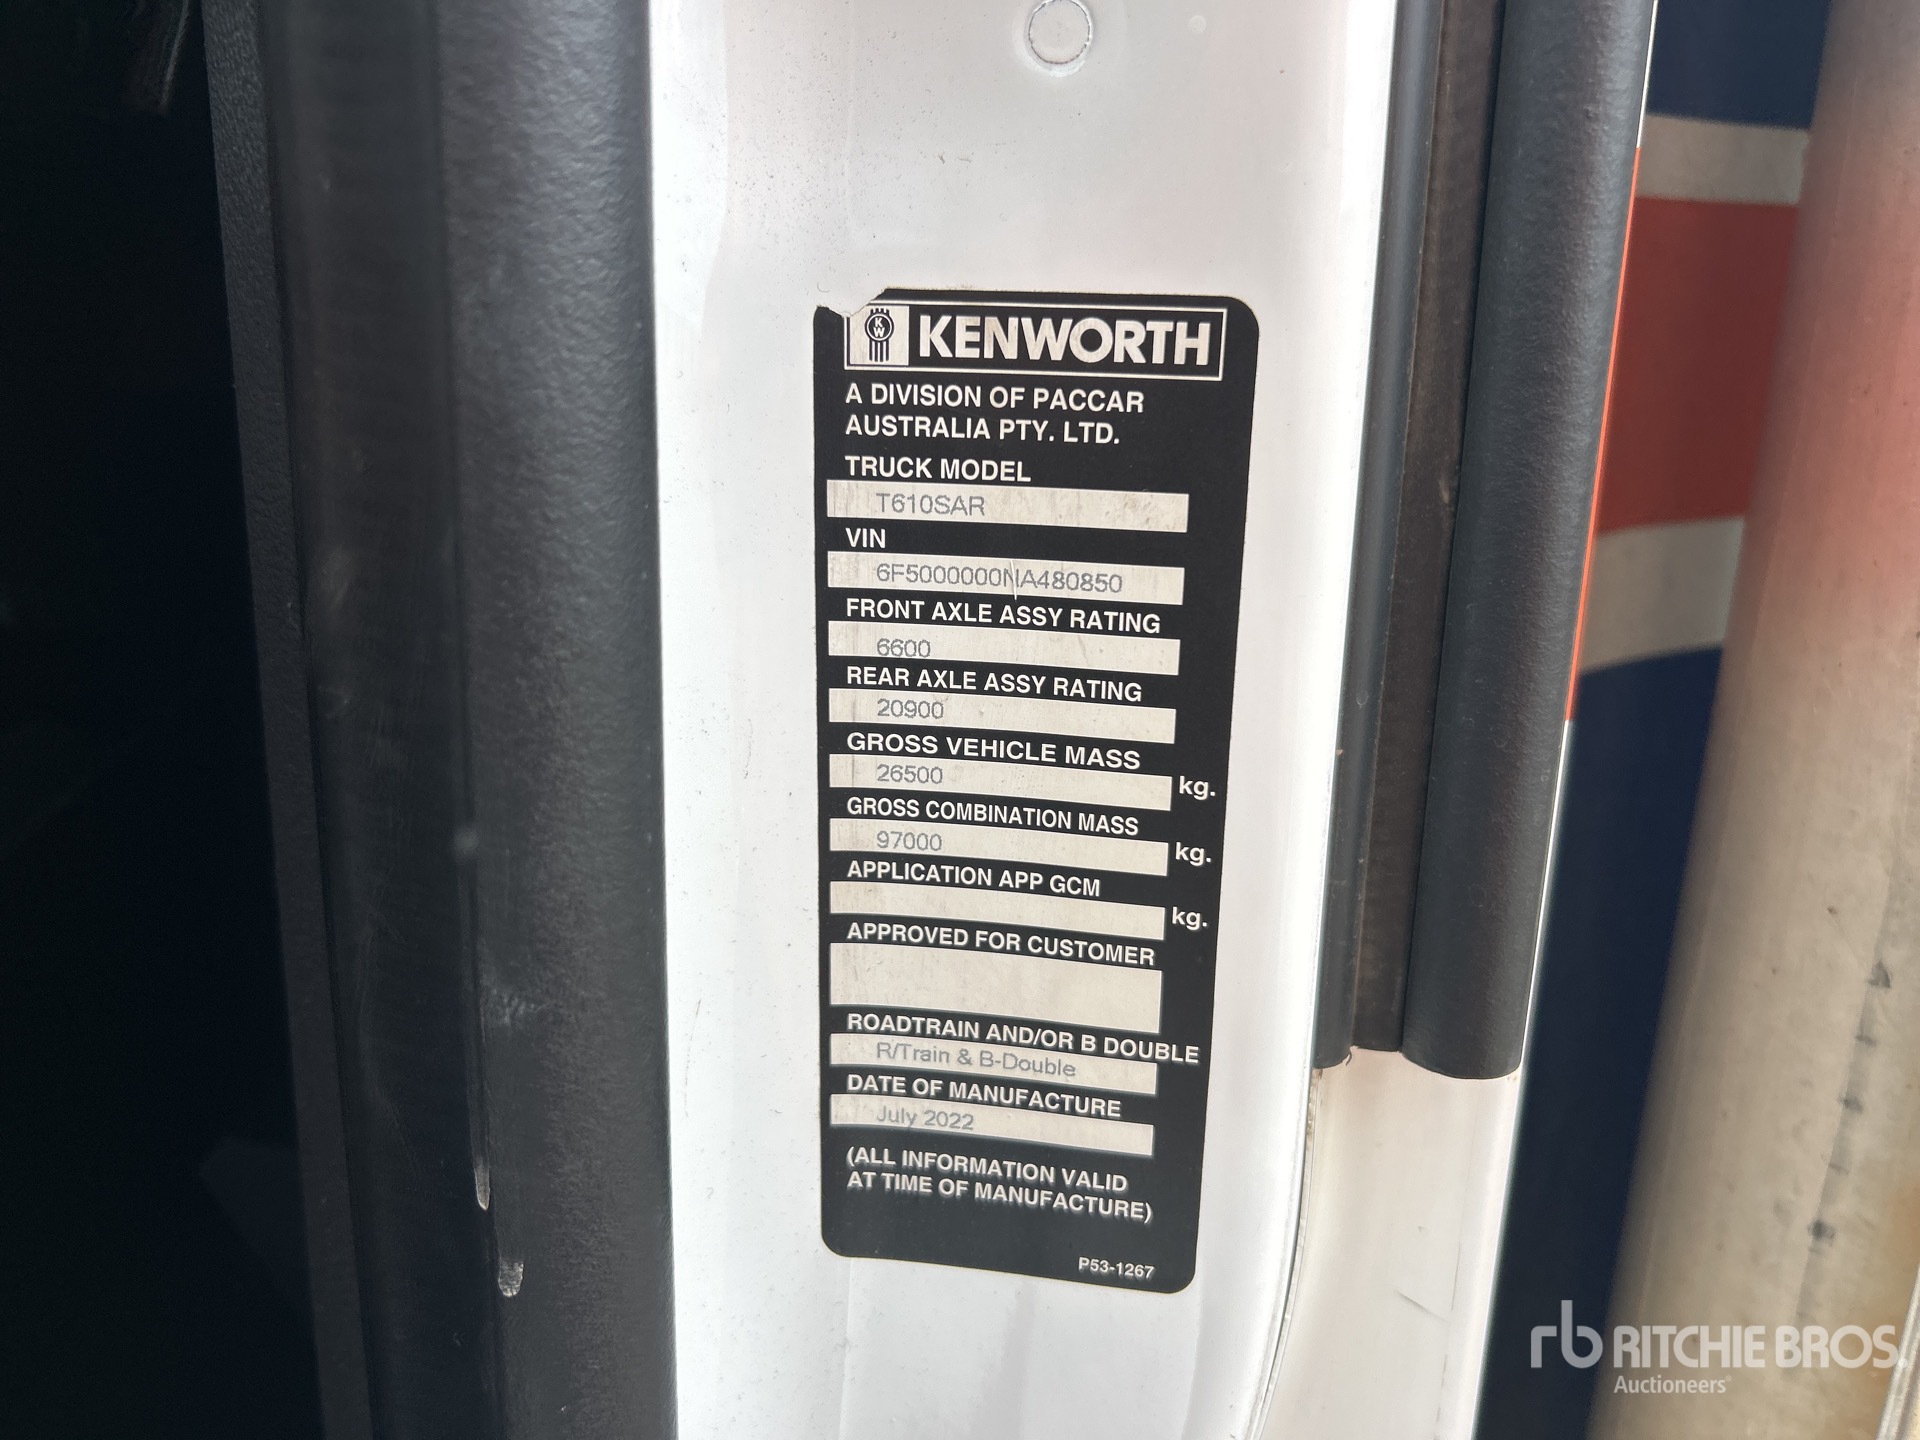 KW KENWORTH
A DIVISION OF PACCAR
AUSTRALIA PTY. LTD.
TRUCK MODEL
T610SAR
VIN
6F5000000NA480850
FRONT AXLE ASSY RATING
6600
REAR AXLE ASSY RATING
20900
GROSS VEHICLE MASS
26500 kg.
GROSS COMBINATION MASS
97000 kg.
APPLICATION APP GCM
kg.
APPROVED FOR CUSTOMER
ROADTRAIN AND/OR B DOUBLE
R/Train & B-Double
DATE OF MANUFACTURE
July 2022
(ALL INFORMATION VALID
AT TIME OF MANUFACTURE)
P53-1267
rb RITCHIE BROS.
Auctioneers